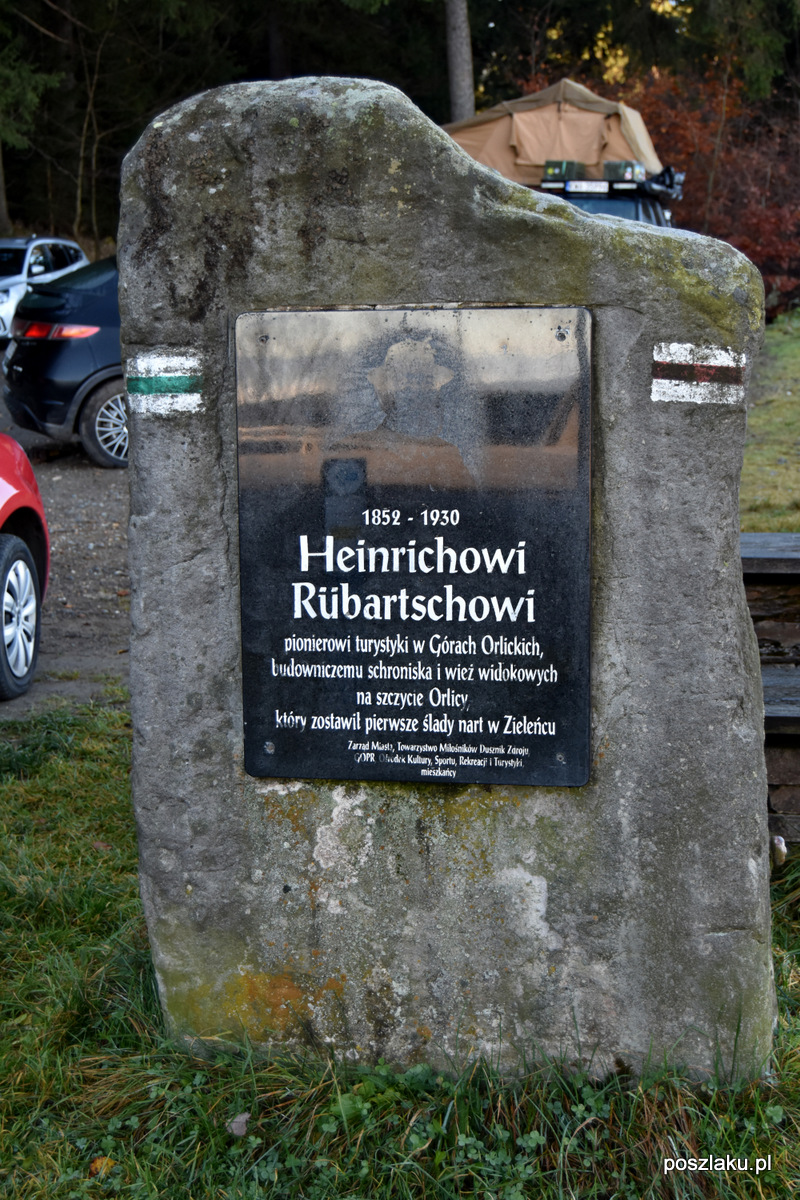 1852 - 1930
Heinrichowi
Rübartschowi
pionierowi turystyki w Górach Orlickich,
budowniczemu schroniska i wież widokowych
na szczycie Orlicy,
który zostawił pierwsze ślady nart w Zieleńcu
Zarząd Miasta, Towarzystwo Miłośników Dusznik Zdroju,
GOPR, Ośrodek Kultury, Sportu, Rekreacji i Turystyki,
mieszkańcy
poszlaku.pl